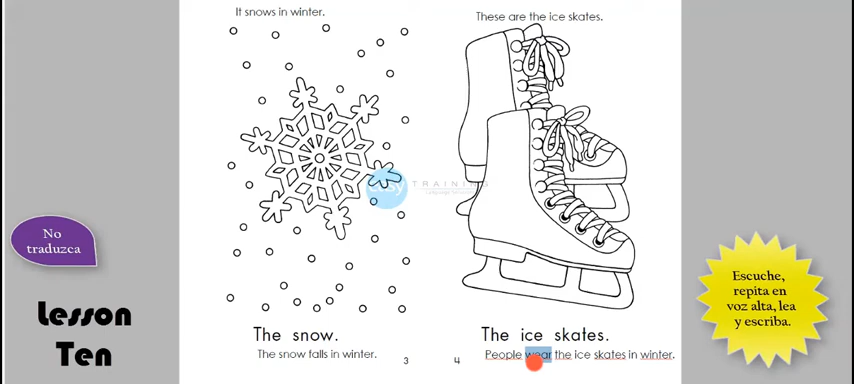 It snows in winter.
These are the ice skates.
TRAINING
No
traduzca
Lesson
Ten
The snow.
The snow falls in winter.
3
The ice skates.
4
People wear the ice skates in winter.
Escuche,
repita en
voz alta, lea
y escriba.